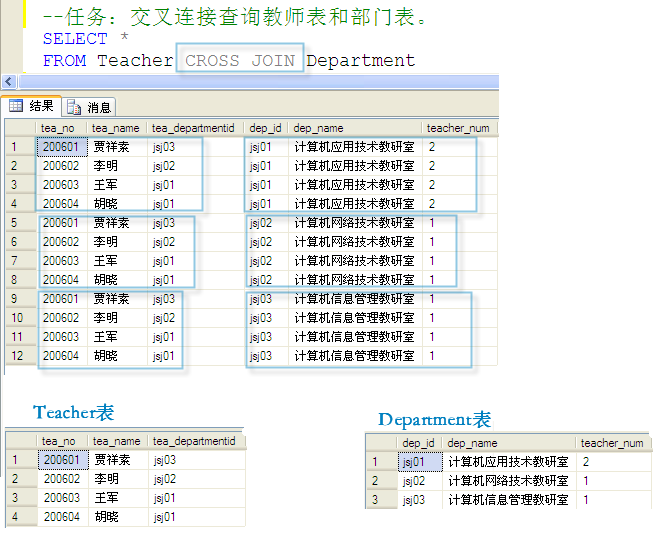 --任务：交叉连接查询教师表和部门表。
SELECT *
FROM Teacher CROSS JOIN Department
结果 消息
tea_no tea_name tea_departmentid dep_id dep_name teacher_num
1 200601 贾祥素 jsj03 jsj01 计算机应用技术教研室 2
2 200602 李明 jsj02 jsj01 计算机应用技术教研室 2
3 200603 王军 jsj01 jsj01 计算机应用技术教研室 2
4 200604 胡晓 jsj01 jsj01 计算机应用技术教研室 2
5 200601 贾祥素 jsj03 jsj02 计算机网络技术教研室 1
6 200602 李明 jsj02 jsj02 计算机网络技术教研室 1
7 200603 王军 jsj01 jsj02 计算机网络技术教研室 1
8 200604 胡晓 jsj01 jsj02 计算机网络技术教研室 1
9 200601 贾祥素 jsj03 jsj03 计算机信息管理教研室 1
10 200602 李明 jsj02 jsj03 计算机信息管理教研室 1
11 200603 王军 jsj01 jsj03 计算机信息管理教研室 1
12 200604 胡晓 jsj01 jsj03 计算机信息管理教研室 1
Teacher表
tea_no tea_name tea_departmentid
1 200601 贾祥素 jsj03
2 200602 李明 jsj02
3 200603 王军 jsj01
4 200604 胡晓 jsj01
Department表
dep_id dep_name teacher_num
1 jsj01 计算机应用技术教研室 2
2 jsj02 计算机网络技术教研室 1
3 jsj03 计算机信息管理教研室 1